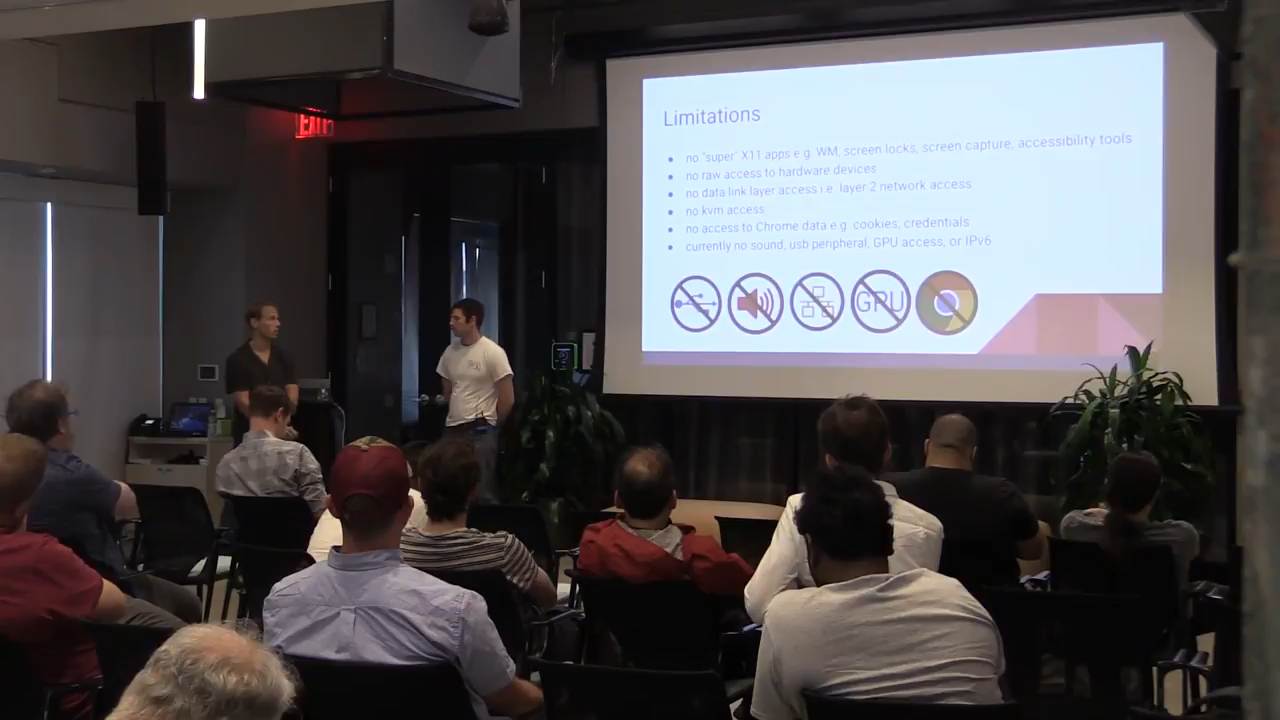 EXIT
Limitations
no "super" X11 apps e g. WM, screen locks, screen capture, accessibility tools
no raw access to hardware devices
no data link layer access i.e. layer 2 network access
no kvm access
no access to Chrome data e.g. cookies, credentials
currently no sound, usb peripheral, GPU access, or IPv6
GPU